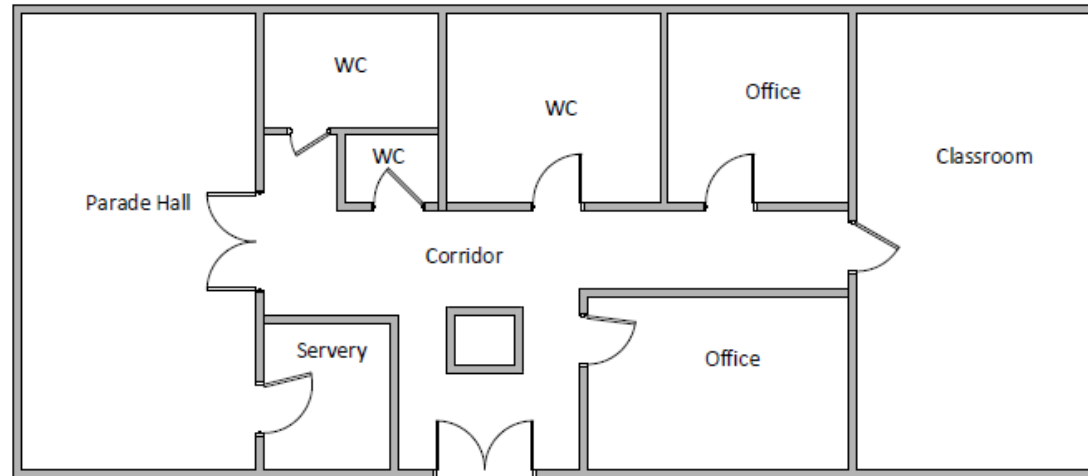 WC
WC
Office
WC
Classroom
Parade Hall
Corridor
Servery
Office